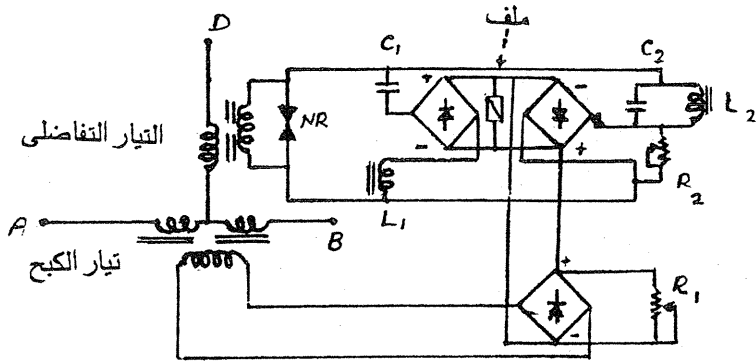 ملف
D
C1
C2
+
+
-
NR
L2
التيار التفاضلى
-
+
R2
L1
A
B
تيار الكبح
+
R1
-